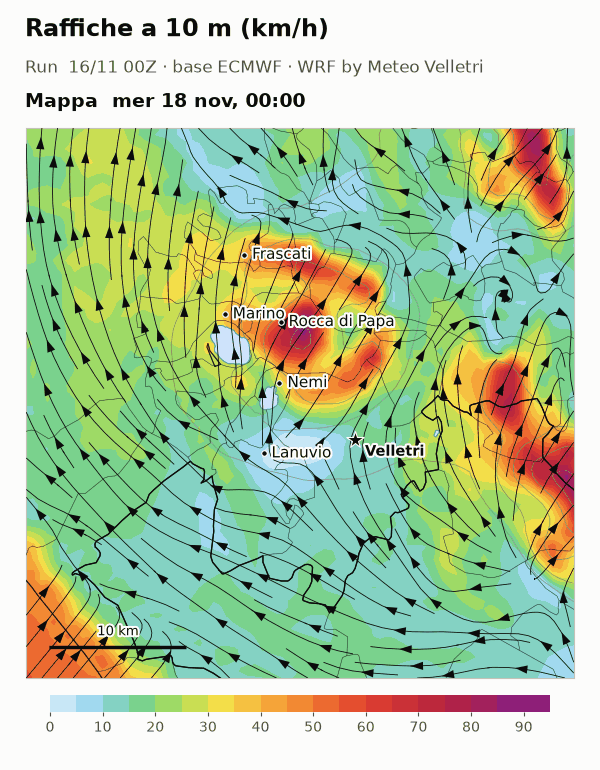 Raffiche a 10 m (km/h)
Run 16/11 00Z · base ECMWF · WRF by Meteo Velletri
Mappa mer 18 nov, 00:00
Frascati
Marino
Rocca di Papa
Nemi
Velletri
Lanuvio
10 km
0 10 20 30 40 50 60 70 80 90